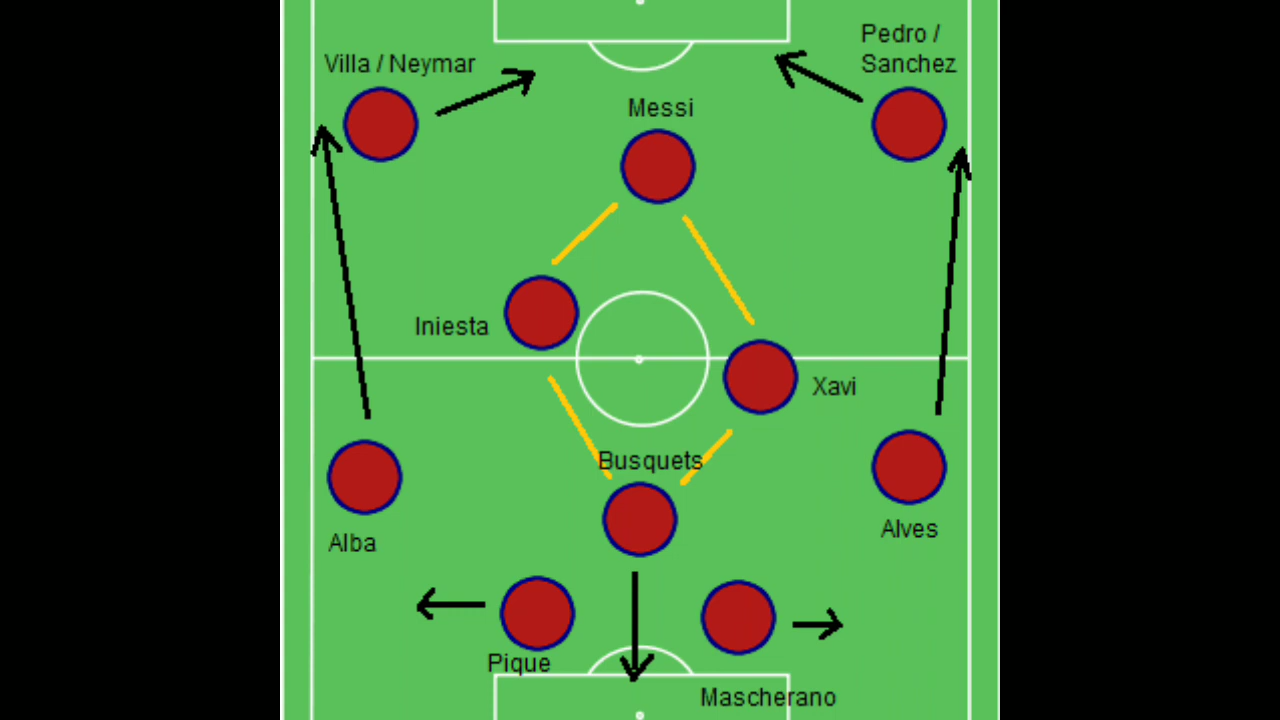 Pedro /
Sanchez
Villa / Neymar
Messi
Iniesta
Xavi
Busquets
Alves
Alba
Pique
Mascherano